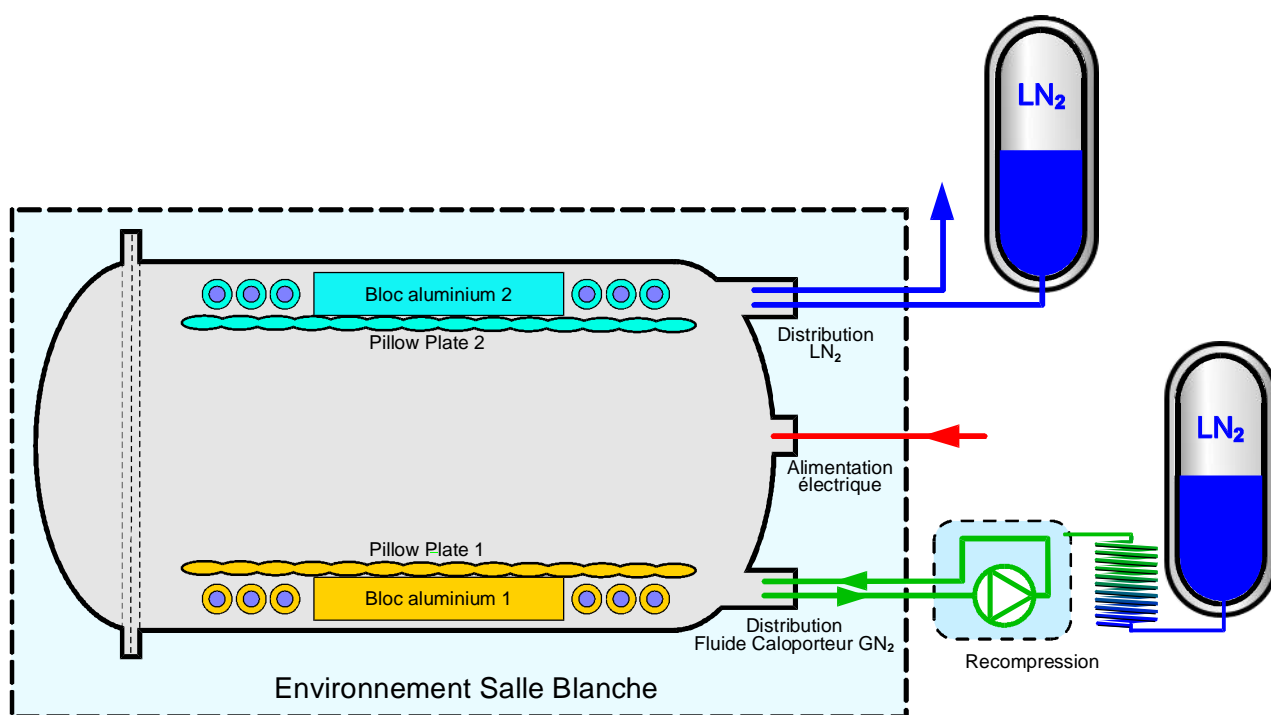 LN₂
Bloc aluminium 2
Pillow Plate 2
Distribution
LN₂
LN₂
Alimentation
électrique
Pillow Plate 1
Bloc aluminium 1
Distribution
Fluide Caloporteur GN₂
Recompression
Environnement Salle Blanche